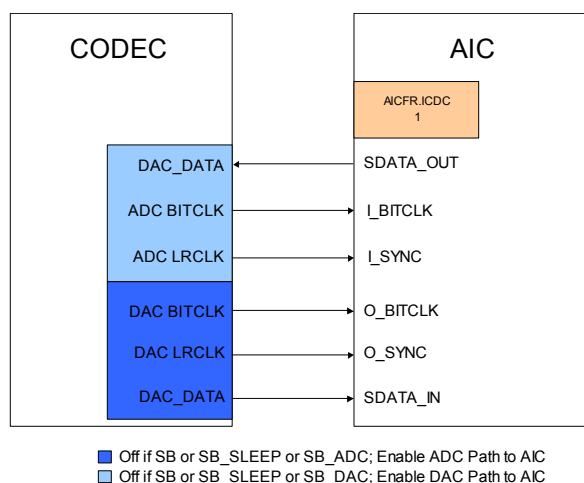 CODEC
AIC
AICFR.ICDC
1
DAC_DATA
SDATA_OUT
ADC BITCLK
I_BITCLK
ADC LRCLK
I_SYNC
DAC BITCLK
O_BITCLK
DAC LRCLK
O_SYNC
DAC_DATA
SDATA_IN
Off if SB or SB_SLEEP or SB_ADC; Enable ADC Path to AIC
Off if SB or SB_SLEEP or SB_DAC; Enable DAC Path to AIC